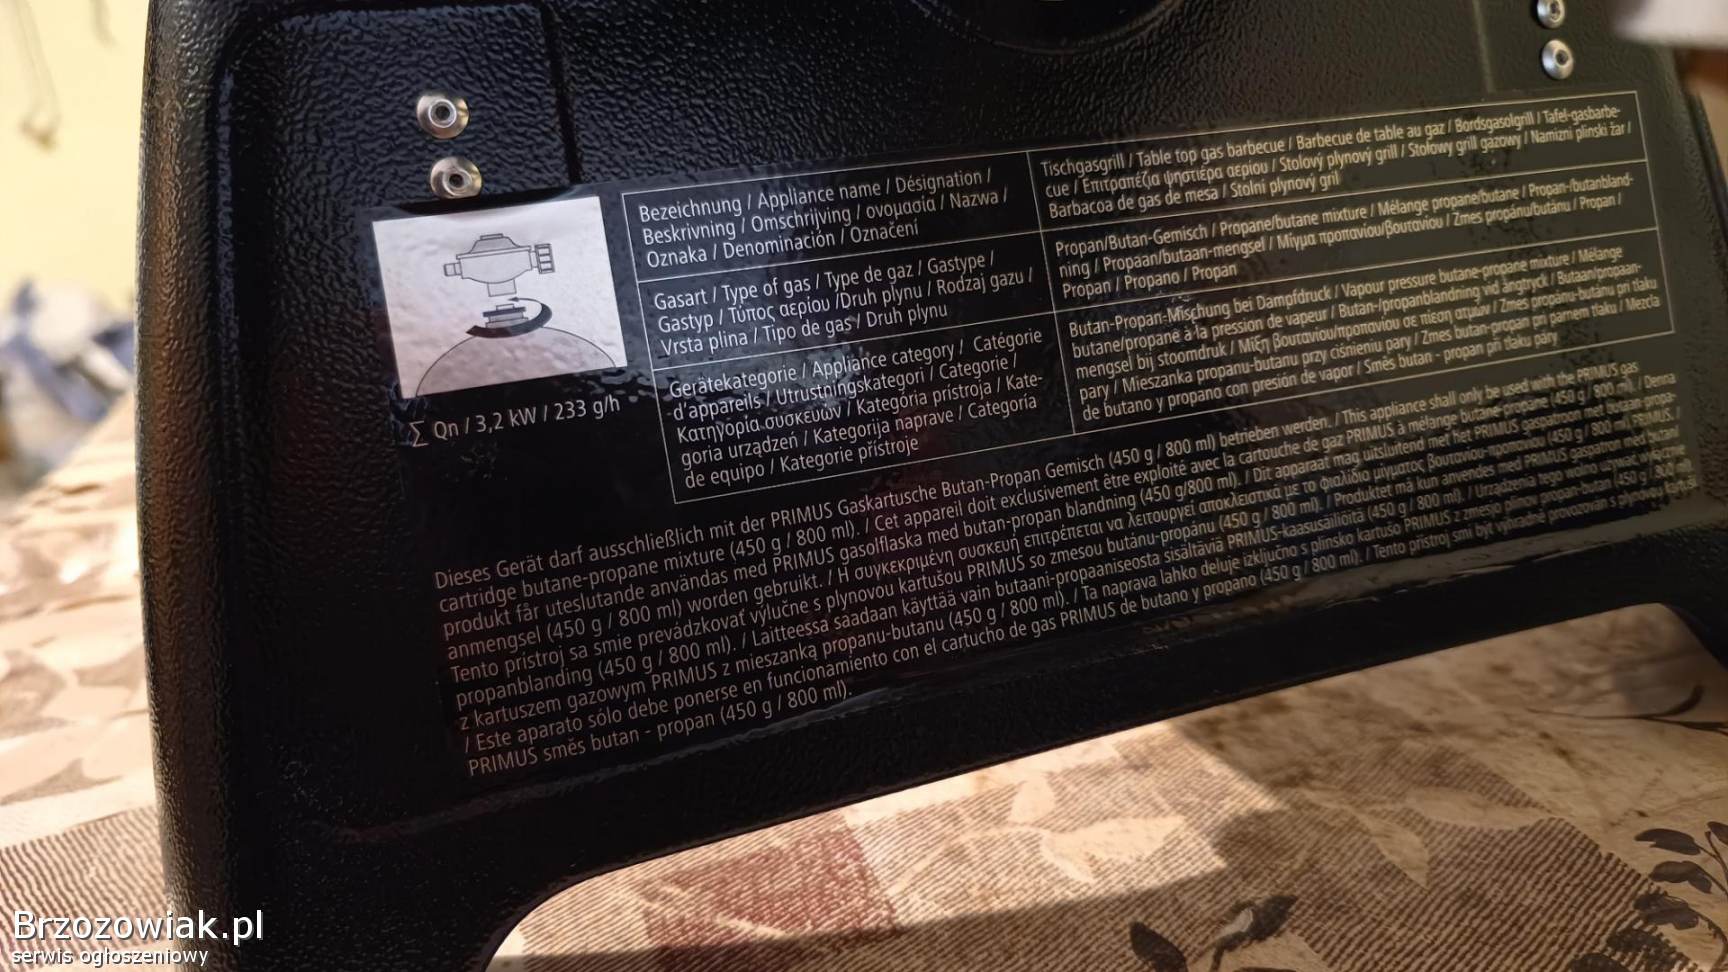 Bezeichnung / Appliance name / Désignation /
Beskrivning / Omschrijving / ονομασία / Nazwa /
Oznaka / Denominación / Označení
Tischgasgrill / Table top gas barbecue / Barbecue de table au gaz / Bordsgasolgrill / Tafel-gasbarbe-
cue / Επιτραπέζια ψηστιέρα αερίου / Stolový plynový grill / Stołowy grill gazowy / Namizni plinski žar /
Barbacoa de gas de mesa / Stolni plynový gril
Gasart / Type of gas / Type de gaz / Gastype /
Gastyp / Τύπος αερίου /Druh plynu / Rodzaj gazu /
Vrsta plina / Tipo de gas / Druh plynu
Propan/Butan-Gemisch / Propane/butane mixture / Mélange propane/butane / Propan-/butanbland-
ning / Propaan/butaan-mengsel / Μίγμα προπανίου/βουτανίου / Zmes propánu/butánu / Propan /
Propan / Propano / Propan
Gerätekategorie / Appliance category / Catégorie
d'appareils / Utrustningskategori / Categorie /
Κατηγορία συσκευών / Kategória prístroja / Kate-
goria urządzeń / Kategorija naprave / Categoría
de equipo / Kategorie přístroje
Butan-Propan-Mischung bei Dampfdruck / Vapour pressure butane-propane mixture / Mélange
butane/propane à la pression de vapeur / Butan-/propanblandning vid ångtryck / Butaan/propaan-
mengsel bij stoomdruk / Μίξη βουτανίου/προπανίου σε πίεση ατμών / Zmes propánu-butánu pri tlaku
pary / Mieszanka propanu-butanu przy ciśnieniu pary / Zmes butan-propan pri parnem tlaku / Mezcla
de butano y propano con presión de vapor / Směs butan - propan při tlaku páry
∑ Qn / 3,2 kW / 233 g/h
Dieses Gerät darf ausschließlich mit der PRIMUS Gaskartusche Butan-Propan Gemisch (450 g / 800 ml) betrieben werden. / This appliance shall only be used with the PRIMUS gas
cartridge butane-propane mixture (450 g / 800 ml). / Cet appareil doit exclusivement être exploité avec la cartouche de gaz PRIMUS à mélange butane-propane (450 g / 800 ml). / Denna
produkt får uteslutande användas med PRIMUS gasolflaska med butan-propan blandning (450 g/800 ml). / Dit apparaat mag uitsluitend met het PRIMUS gaspatroon met butaan-propa-
anmengsel (450 g / 800 ml) worden gebruikt. / Η συγκεκριμένη συσκευή επιτρέπεται να λειτουργεί αποκλειστικά με το φιαλίδιο μίγματος βουτανίου-προπανίου (450 g / 800 ml) PRIMUS. /
Tento prístroj sa smie prevádzkovať výlučne s plynovou kartušou PRIMUS so zmesou butánu-propánu (450 g / 800 ml). / Produktet må kun anvendes med PRIMUS gaspatron med butan/
propanblanding (450 g / 800 ml). / Laitteessa saadaan käyttää vain butaani-propaaniseosta sisältäviä PRIMUS-kaasusäiliöitä (450 g / 800 ml). / Urządzenia tego wolno używać wyłącznie
z kartuszem gazowym PRIMUS z mieszanką propanu-butanu (450 g / 800 ml). / Ta naprava lahko deluje izključno s plinsko kartušo PRIMUS z zmesjo plinov propan-butan (450 g / 800 ml).
/ Este aparato sólo debe ponerse en funcionamiento con el cartucho de gas PRIMUS de butano y propano (450 g / 800 ml). / Tento přístroj smí být výhradně provozován s plynovou
PRIMUS směs butan - propan (450 g / 800 ml).
Brzozowiak.pl
serwis ogłoszeniowy